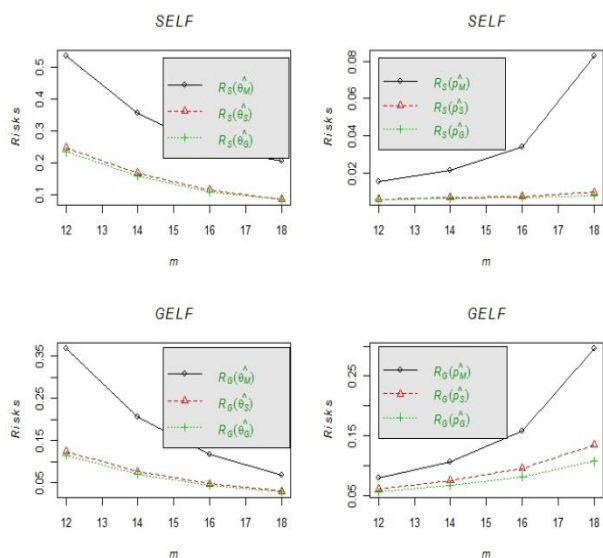 SELF
Risks
0.1 0.2 0.3 0.4 0.5
R_S(θ̂_M)
R_S(θ̂_S)
R_S(θ̂_G)
12 13 14 15 16 17 18
m
SELF
Risks
0.02 0.04 0.06 0.08
R_S(p̂_M)
R_S(p̂_S)
R_S(p̂_G)
12 13 14 15 16 17 18
m
GELF
Risks
0.05 0.15 0.25 0.35
R_G(θ̂_M)
R_G(θ̂_S)
R_G(θ̂_G)
12 13 14 15 16 17 18
m
GELF
Risks
0.05 0.15 0.25
R_G(p̂_M)
R_G(p̂_S)
R_G(p̂_G)
12 13 14 15 16 17 18
m